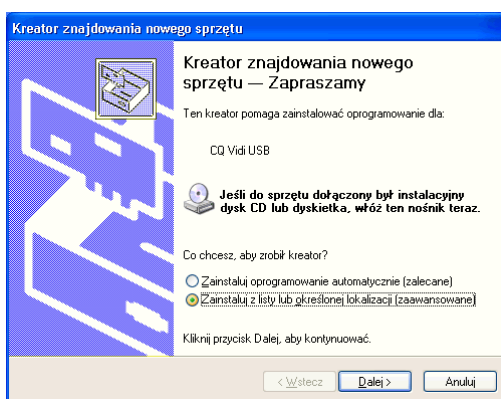 Kreator znajdowania nowego sprzętu
Kreator znajdowania nowego
sprzętu — Zapraszamy
Ten kreator pomaga zainstalować oprogramowanie dla:
CQ Vidi USB
Jeśli do sprzętu dołączony był instalacyjny
dysk CD lub dyskietka, włóż ten nośnik teraz.
Co chcesz, aby zrobił kreator?
Zainstaluj oprogramowanie automatycznie (zalecane)
Zainstaluj z listy lub określonej lokalizacji (zaawansowane)
Kliknij przycisk Dalej, aby kontynuować.
< Wstecz Dalej > Anuluj